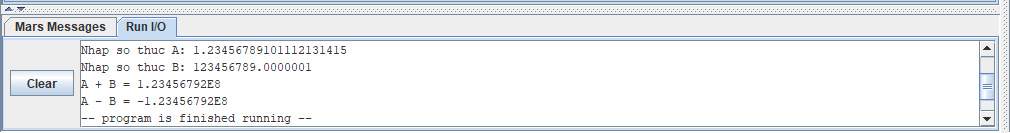 Mars Messages Run I/O
Nhap so thuc A: 1.23456789101112131415
Nhap so thuc B: 123456789.0000001
Clear
A + B = 1.23456792E8
A - B = -1.23456792E8
-- program is finished running --